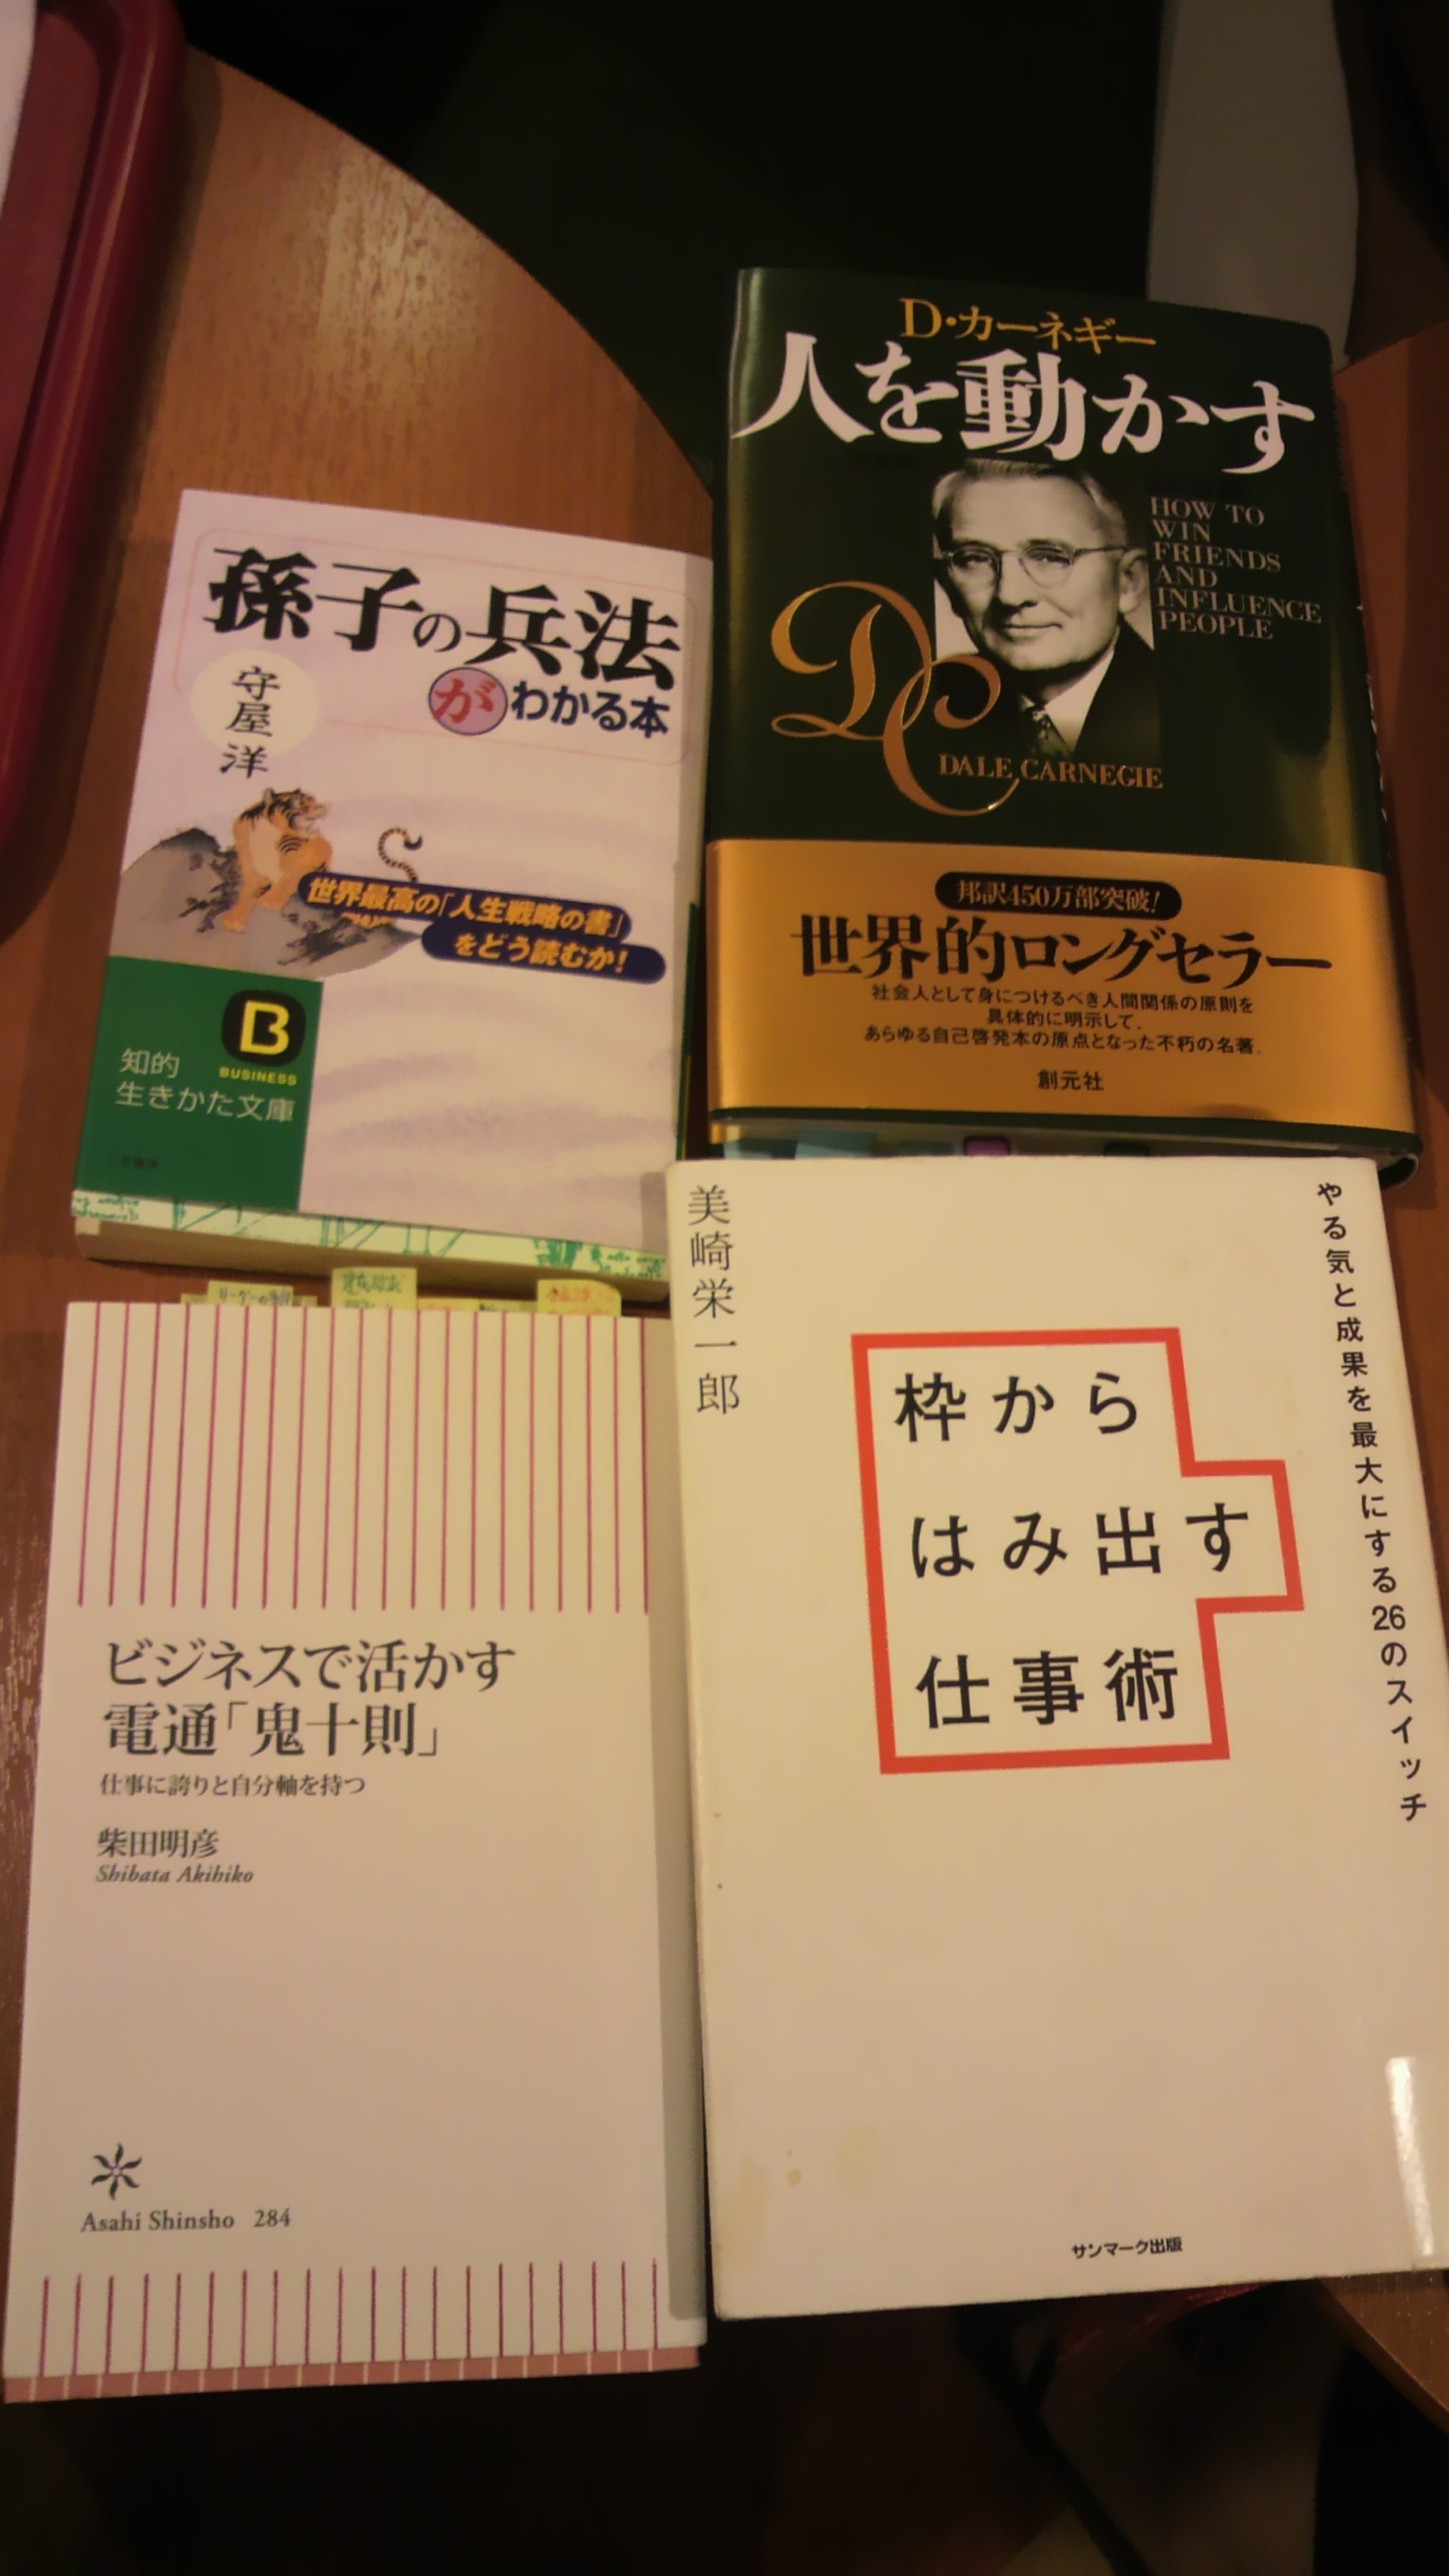 孫子の兵法
がわかる本
守屋洋
世界最高の「人生戦略の書」
をどう読むか!
B
BUSINESS
知的
生きかた文庫
D・カーネギー
人を動かす
HOW TO
WIN
FRIENDS
AND
INFLUENCE
PEOPLE
DC
DALE CARNEGIE
邦訳450万部突破!
世界的ロングセラー
社会人として身につけるべき人間関係の原則を
具体的に明示して、
あらゆる自己啓発本の原点となった不朽の名著。
創元社
ビジネスで活かす
電通「鬼十則」
仕事に誇りと自分軸を持つ
柴田明彦
Shibata Akihiko
Asahi Shinsho 284
やる気と成果を最大にする26のスイッチ
枠から
はみ出す
仕事術
美崎栄一郎
サンマーク出版